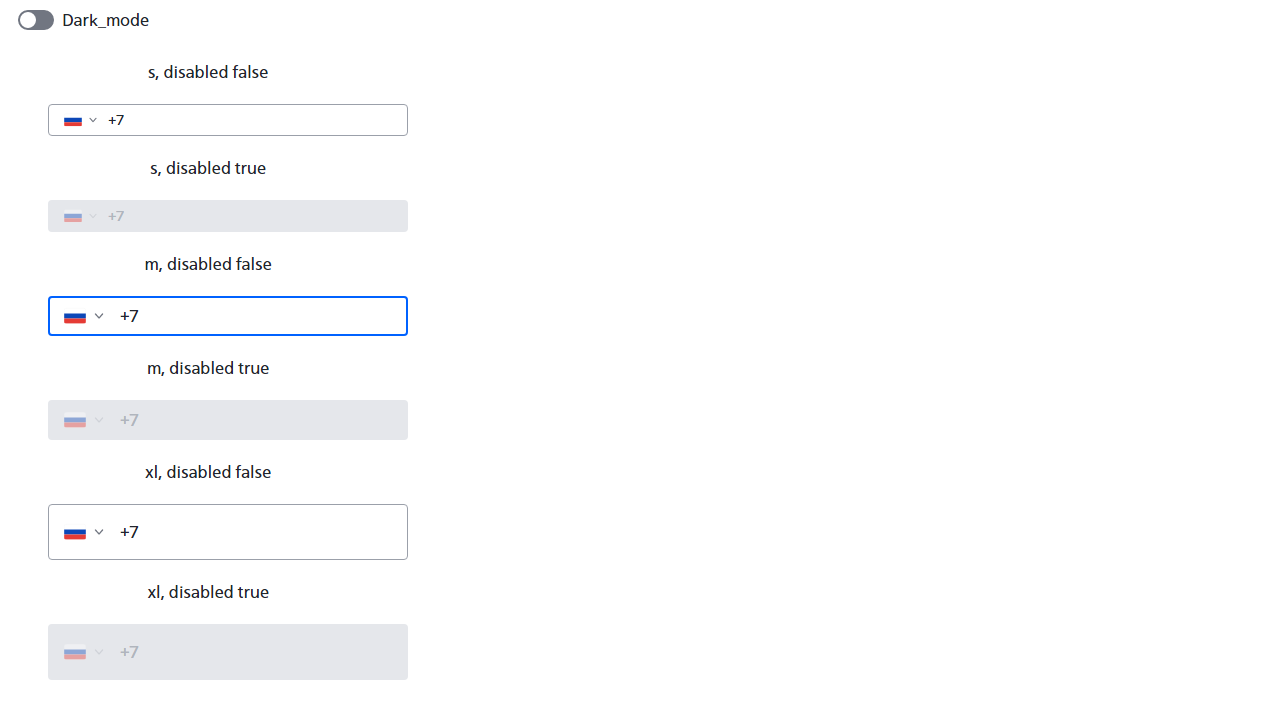 Dark_mode
s, disabled false
+7
s, disabled true
+7
m, disabled false
+7
m, disabled true
+7
xl, disabled false
+7
xl, disabled true
+7